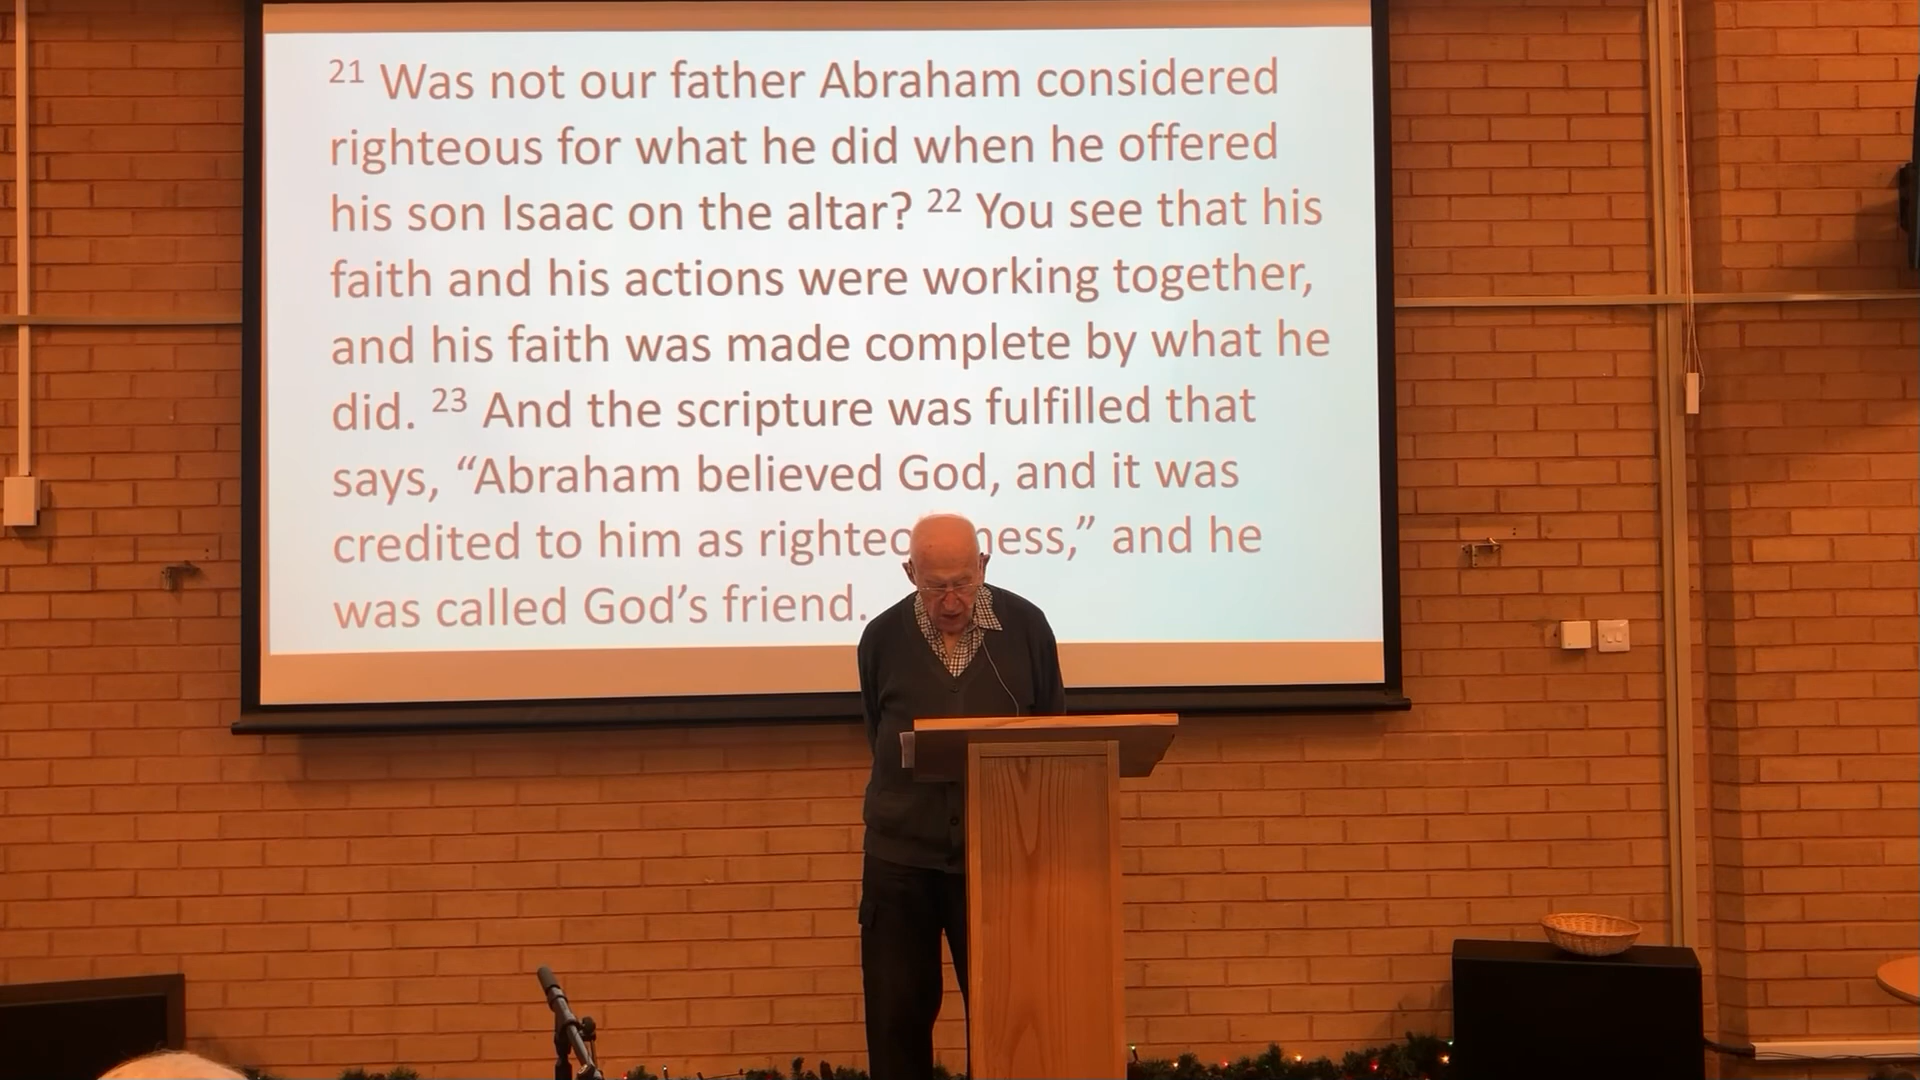 21 Was not our father Abraham considered
righteous for what he did when he offered
his son Isaac on the altar? 22 You see that his
faith and his actions were working together,
and his faith was made complete by what he
did. 23 And the scripture was fulfilled that
says, “Abraham believed God, and it was
credited to him as ,” and he
was called God’s friend.